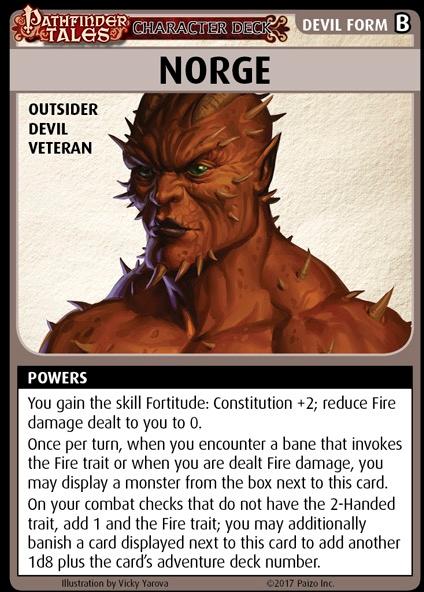 PATHFINDER TALES CHARACTER DECK DEVIL FORM B
NORGE
OUTSIDER
DEVIL
VETERAN
POWERS
You gain the skill Fortitude: Constitution +2; reduce Fire
damage dealt to you to 0.
Once per turn, when you encounter a bane that invokes
the Fire trait or when you are dealt Fire damage, you
may display a monster from the box next to this card.
On your combat checks that do not have the 2-Handed
trait, add 1 and the Fire trait; you may additionally
banish a card displayed next to this card to add another
1d8 plus the card's adventure deck number.
Illustration by Vicky Yarova ©2017 Paizo Inc.